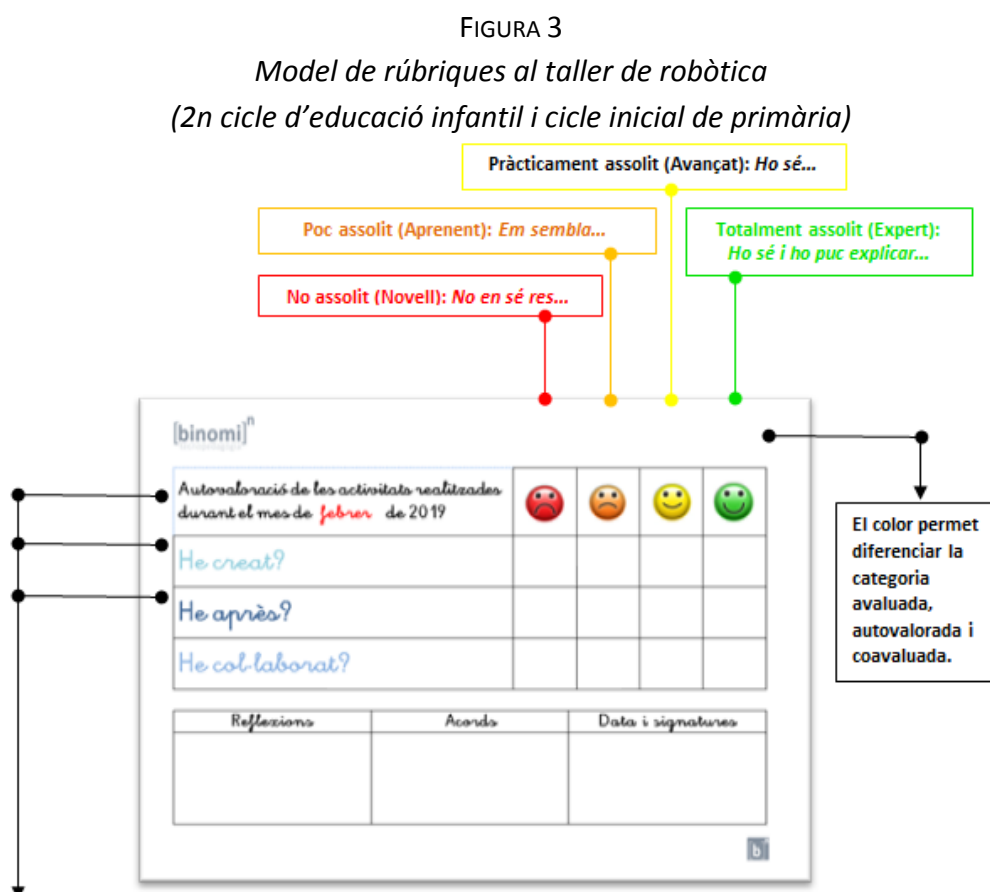 FIGURA 3
Model de rúbriques al taller de robòtica
(2n cicle d'educació infantil i cicle inicial de primària)
Pràcticament assolit (Avançat): Ho sé...
Poc assolit (Aprenent): Em sembla...
Totalment assolit (Expert):
Ho sé i ho puc explicar...
No assolit (Novell): No en sé res...
[binomi]n
Autovaloració de les activitats realitzades
durant el mes de febrer de 2019
He creat?
He après?
He col·laborat?
El color permet
diferenciar la
categoria
avaluada,
autovalorada i
coavaluada.
Reflexions Acords Data i signatures
b